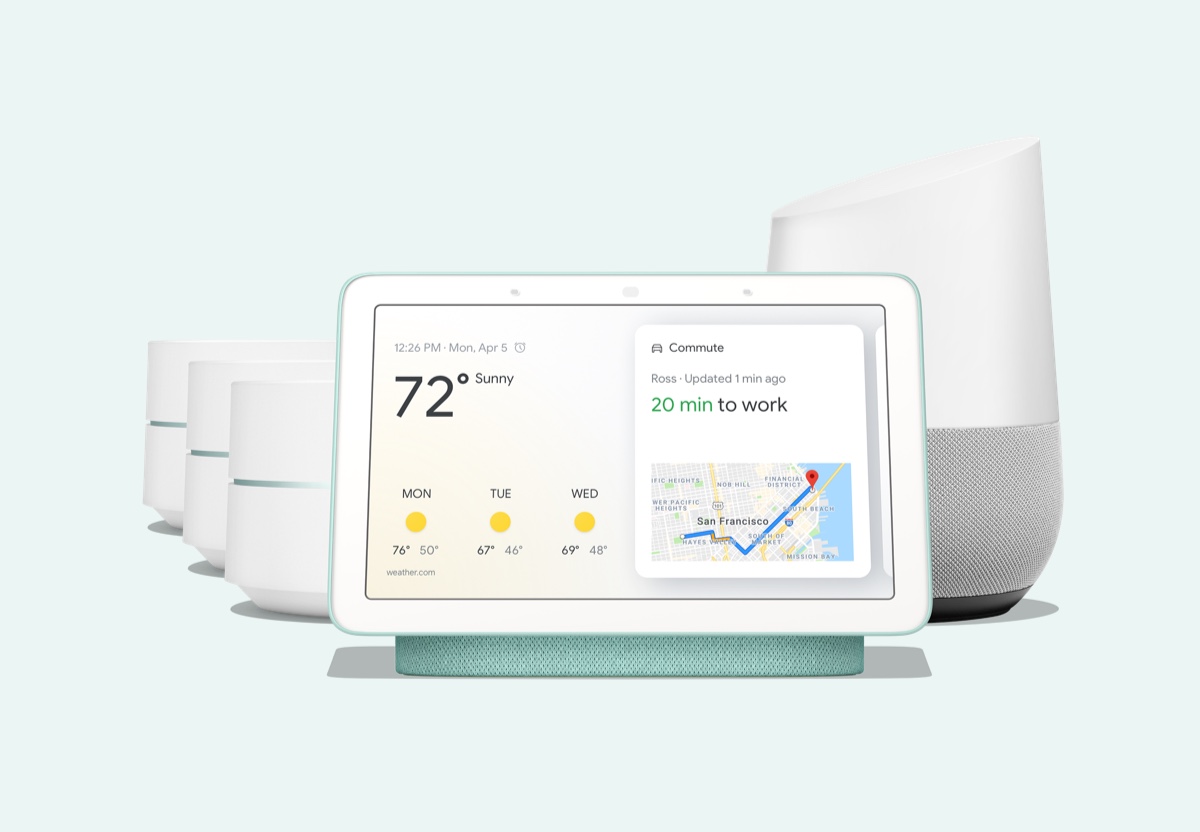 12:26 PM · Mon, Apr 5
72° Sunny
MON TUE WED
76° 50° 67° 46° 69° 48°
weather.com
Commute
Ross · Updated 1 min ago
20 min to work
IFIC HEIGHTS
NOB HILL
FINANCIAL
DISTRICT
WER PACIFIC
HEIGHTS
101
SOUTH BEACH
San Francisco
HAYES VALLEY
SOUTH OF
MARKET
MISSION BAY